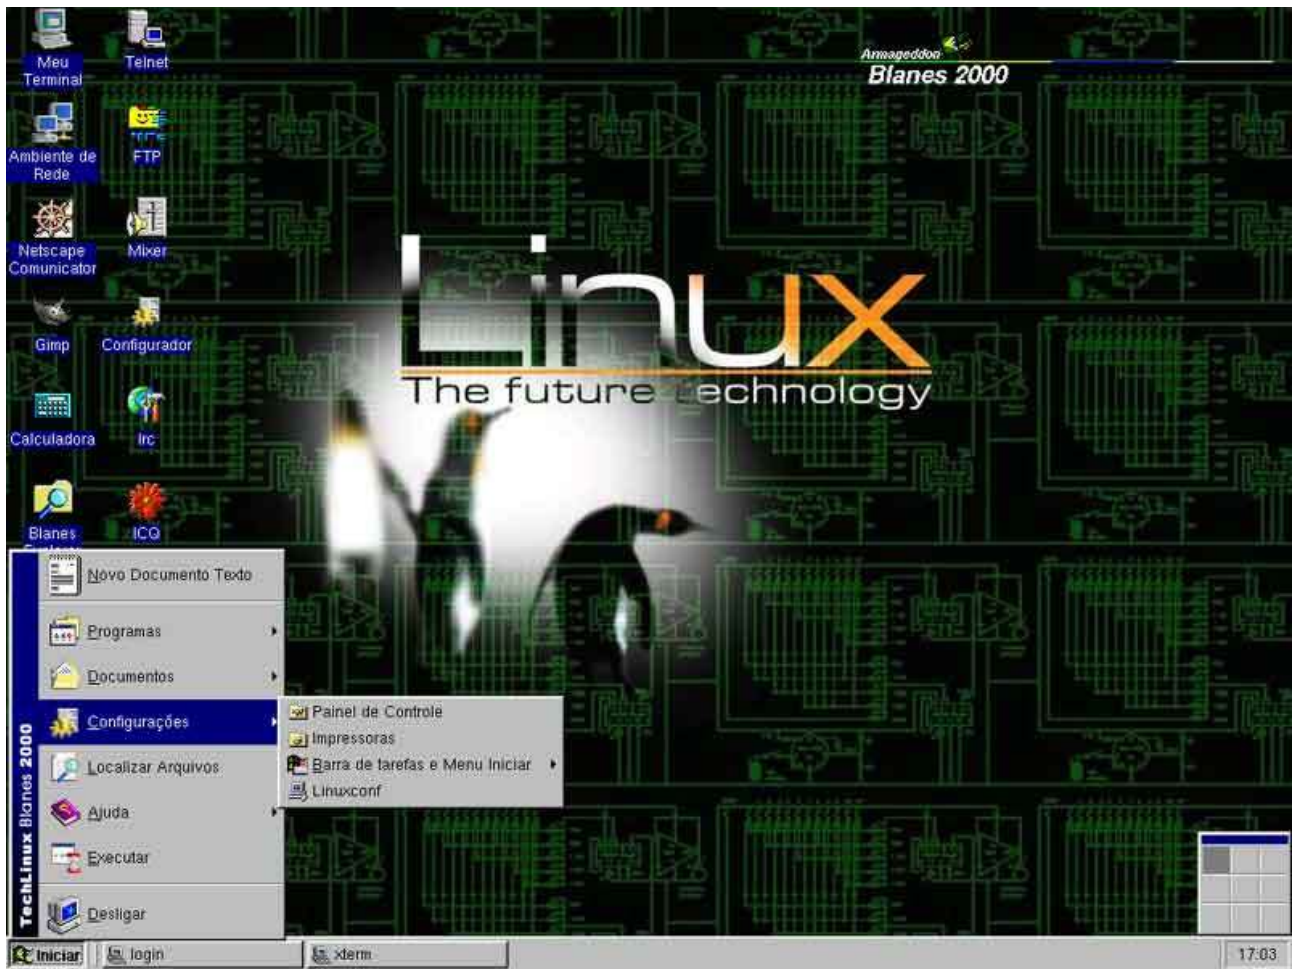 Meu
Terminal
Telnet
Ambiente de
Rede
FTP
Netscape
Comunicator
Mixer
Gimp
Configurador
Calculadora
Irc
Blanes
ICQ
Armageddon
Blanes 2000
Linux
The future technology
Novo Documento Texto
Programas
Documentos
Configurações
Localizar Arquivos
Ajuda
Executar
Desligar
TechLinux Blanes 2000
Painel de Controle
Impressoras
Barra de tarefas e Menu Iniciar
Linuxconf
Iniciar
login
xterm
17:03